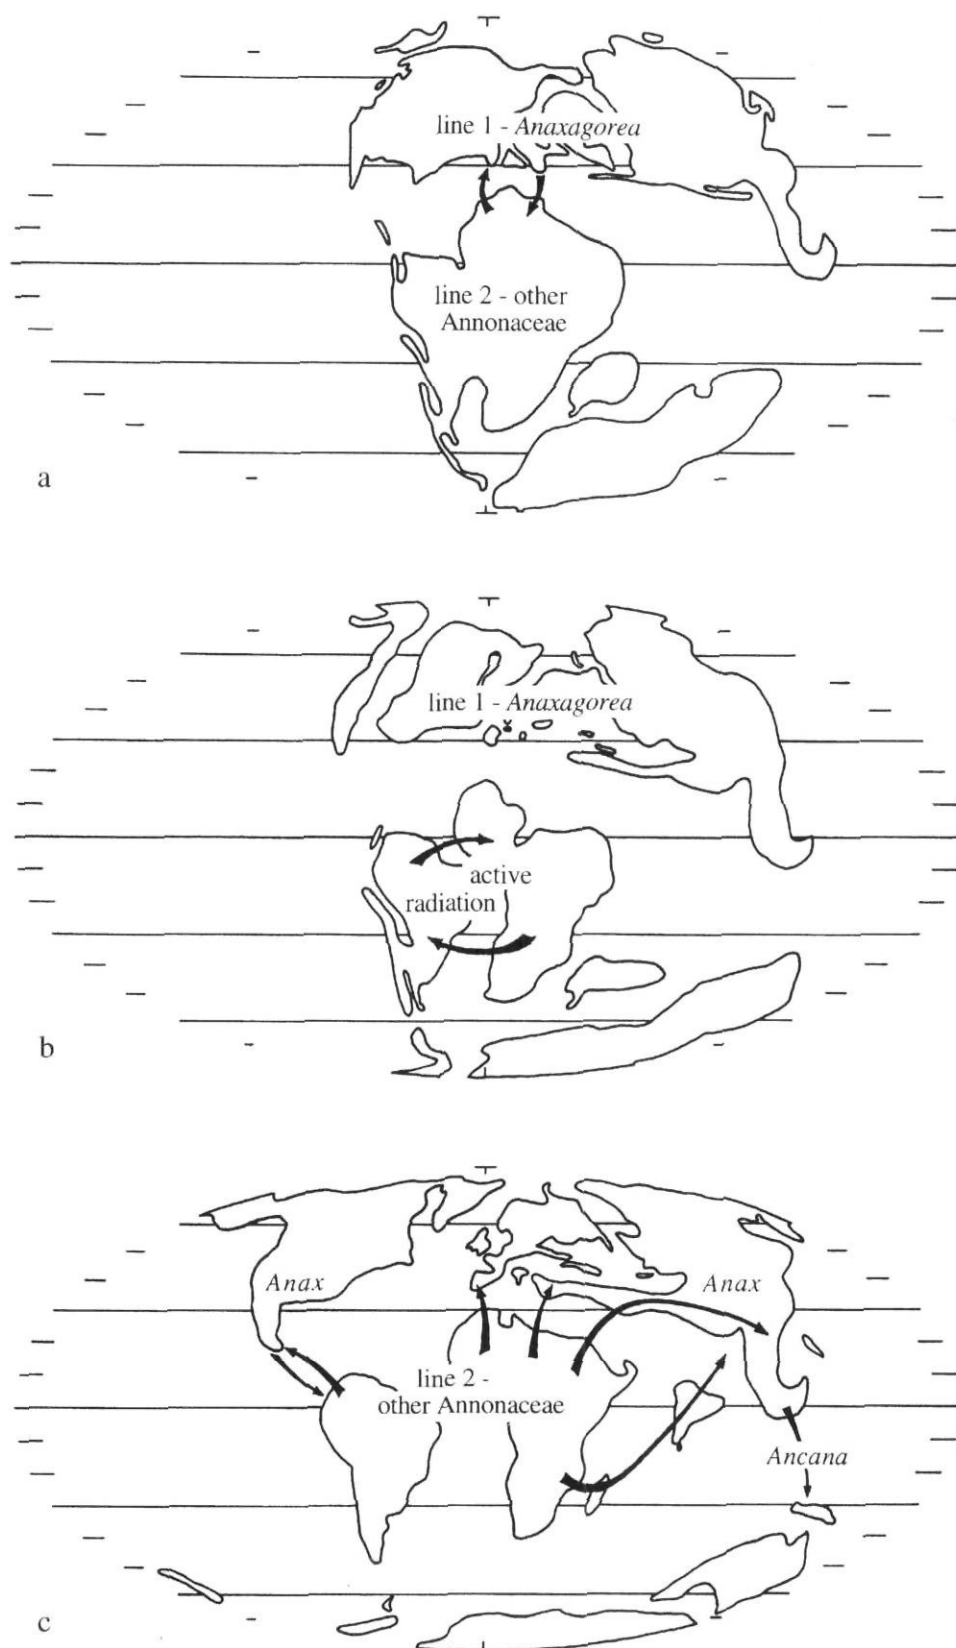 line 1 - Anaxagorea
line 2 - other
Annonaceae
a
line 1 - Anaxagorea
active
radiation
b
Anax
Anax
line 2 -
other Annonaceae
Ancana
c